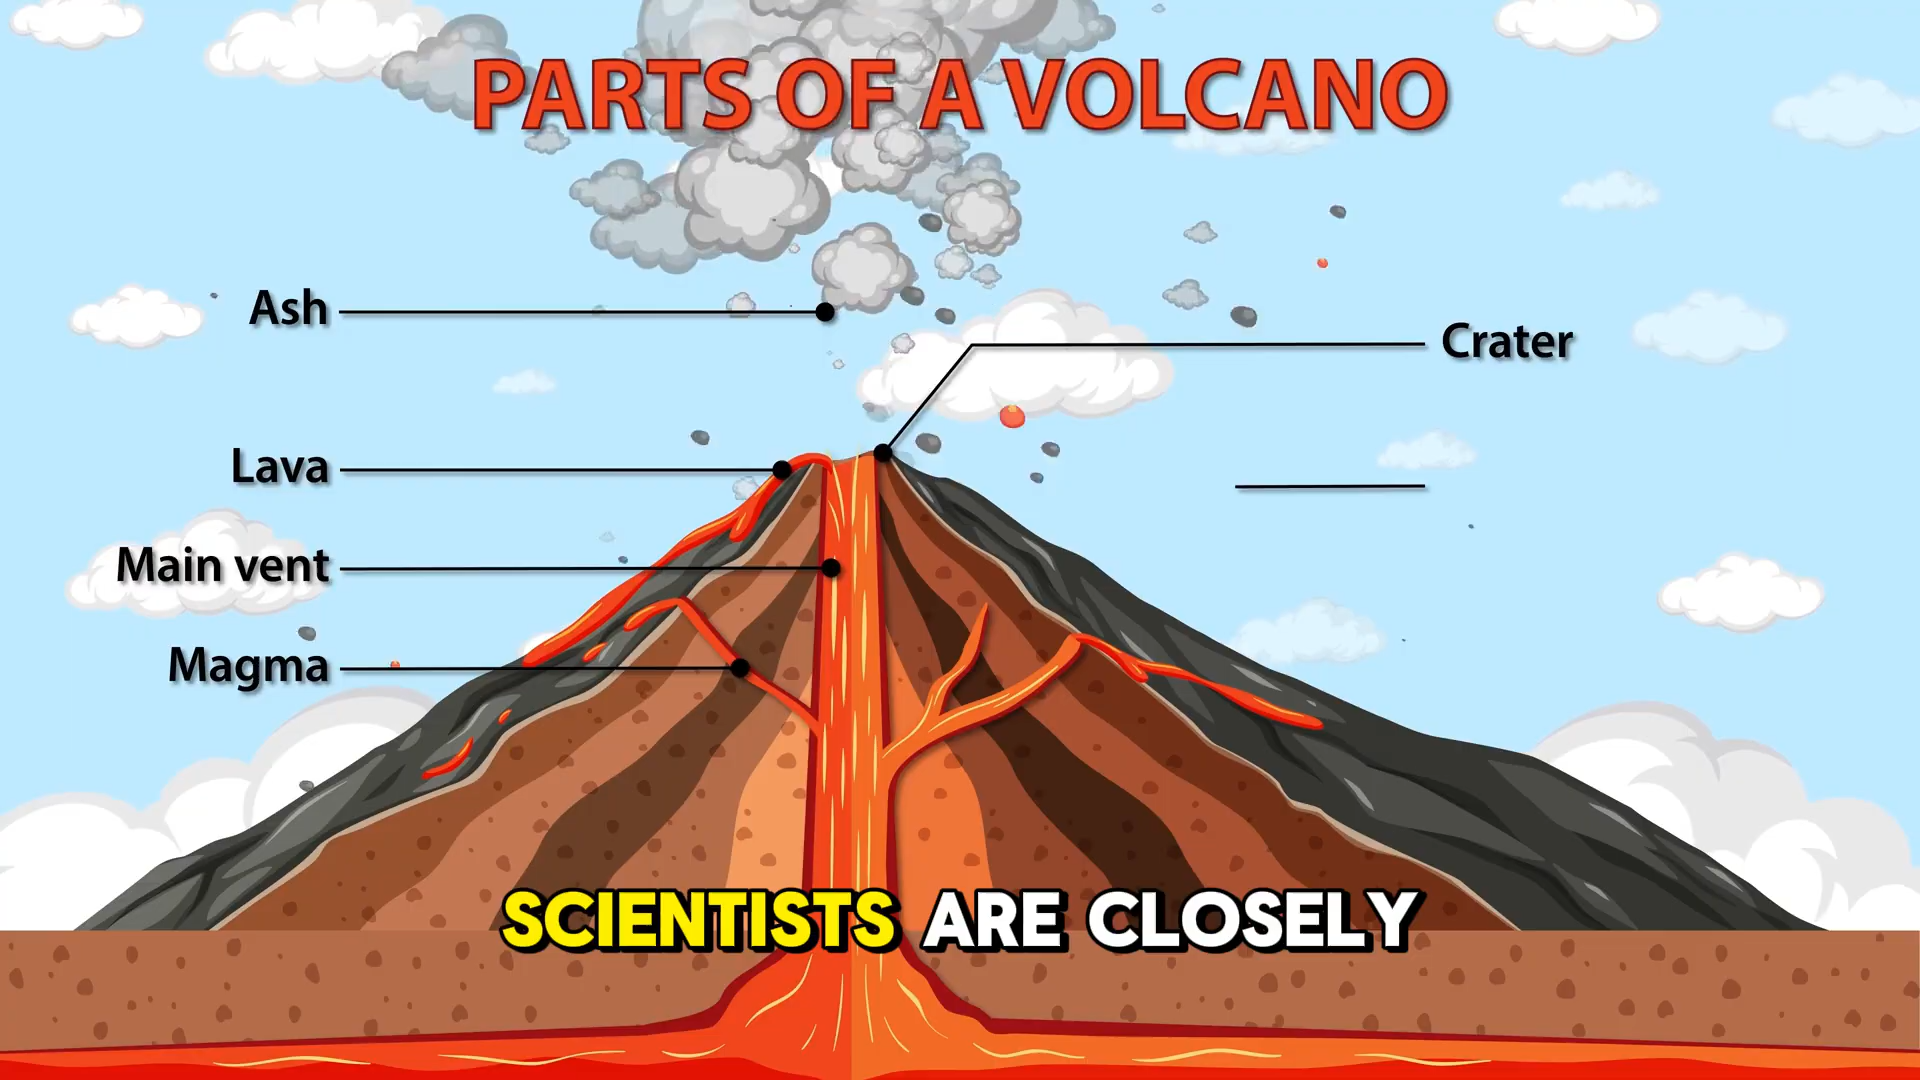 PARTS OF A VOLCANO
Ash
Crater
Lava
Main vent
Magma
SCIENTISTS ARE CLOSELY